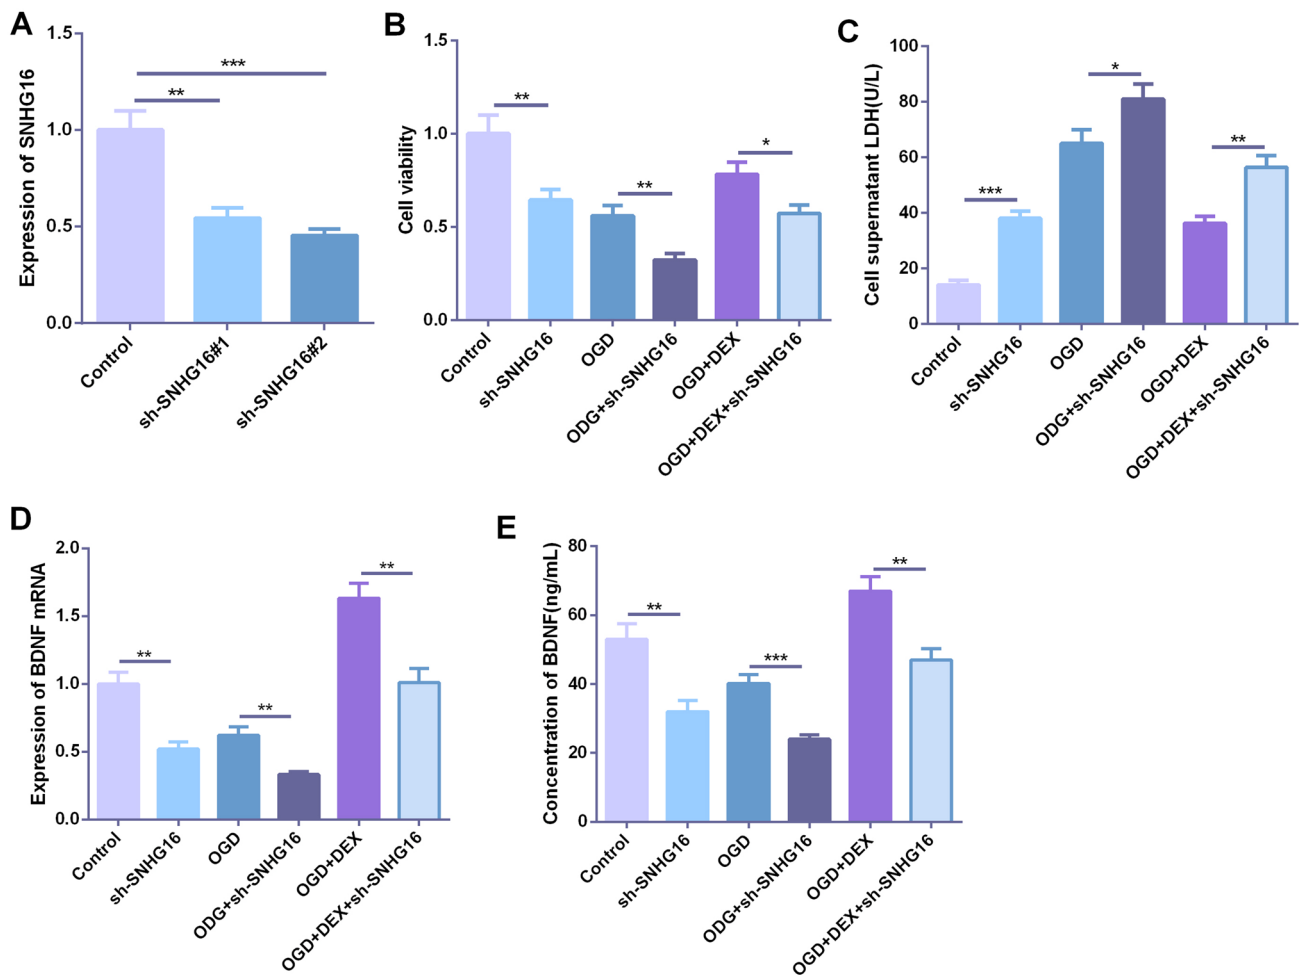 A
Expression of SNHG16
1.5
1.0
0.5
0.0
***
**
Control
sh-SNHG16#1
sh-SNHG16#2
B
Cell viability
1.5
1.0
0.5
0.0
**
**
*
Control
sh-SNHG16
OGD
ODG+sh-SNHG16
OGD+DEX
OGD+DEX+sh-SNHG16
C
Cell supernatant LDH(U/L)
100
80
60
40
20
0
***
*
**
Control
sh-SNHG16
OGD
ODG+sh-SNHG16
OGD+DEX
OGD+DEX+sh-SNHG16
D
Expression of BDNF mRNA
2.0
1.5
1.0
0.5
0.0
**
**
**
Control
sh-SNHG16
OGD
ODG+sh-SNHG16
OGD+DEX
OGD+DEX+sh-SNHG16
E
Concentration of BDNF(ng/mL)
80
60
40
20
0
**
***
**
Control
sh-SNHG16
OGD
ODG+sh-SNHG16
OGD+DEX
OGD+DEX+sh-SNHG16